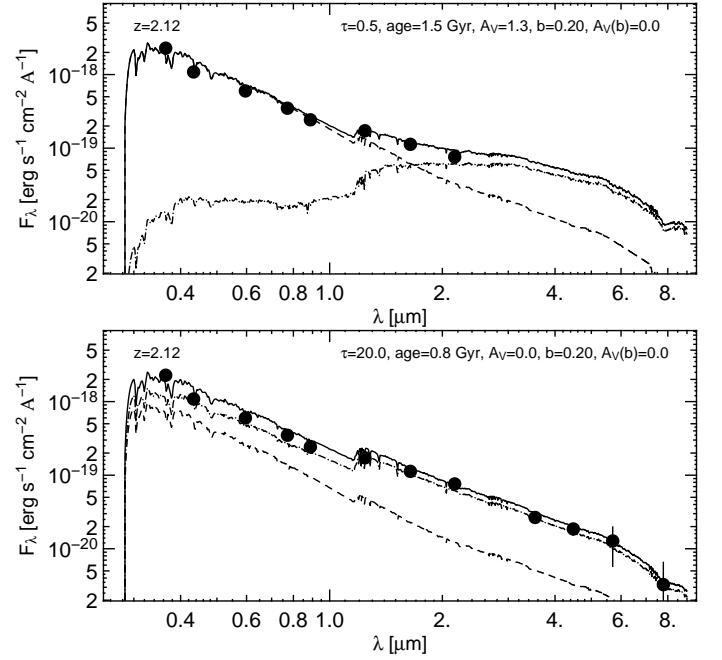 z=2.12
τ=0.5, age=1.5 Gyr, A_V=1.3, b=0.20, A_V(b)=0.0
5
2
10⁻¹⁸
5
2
10⁻¹⁹
5
2
10⁻²⁰
5
2
F_λ [erg s⁻¹ cm⁻² A⁻¹]
0.4 0.6 0.8 1.0 2. 4. 6. 8.
λ [μm]
z=2.12
τ=20.0, age=0.8 Gyr, A_V=0.0, b=0.20, A_V(b)=0.0
5
2
10⁻¹⁸
5
2
10⁻¹⁹
5
2
10⁻²⁰
5
2
F_λ [erg s⁻¹ cm⁻² A⁻¹]
0.4 0.6 0.8 1.0 2. 4. 6. 8.
λ [μm]